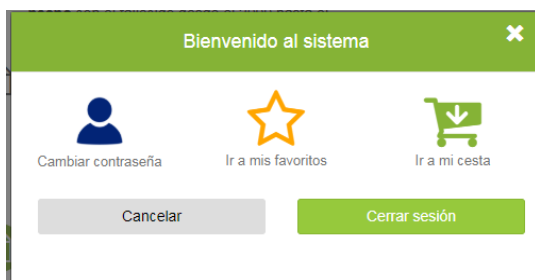 Bienvenido al sistema
Cambiar contraseña
Ir a mis favoritos
Ir a mi cesta
Cancelar
Cerrar sesión